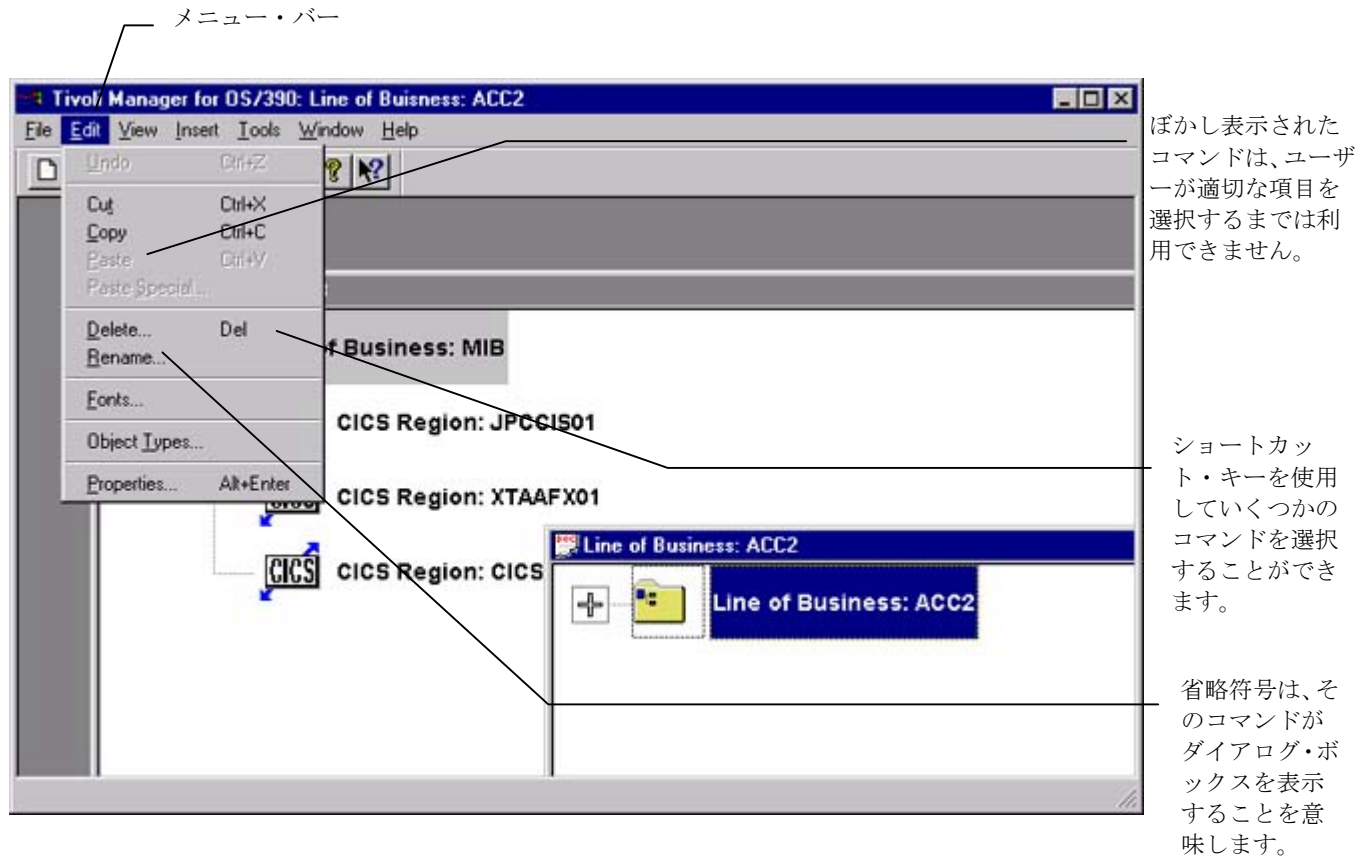 メニュー・バー
Tivoli Manager for OS/390: Line of Buisness: ACC2
File Edit View Insert Tools Window Help
Undo Ctrl+Z
Cut Ctrl+X
Copy Ctrl+C
Paste Ctrl+V
Paste Special...
Delete... Del
Rename...
Fonts...
Object Types...
Properties... Alt+Enter
f Business: MIB
CICS Region: JPCCIS01
CICS Region: XTAAFX01
CICS CICS Region: CICS
Line of Business: ACC2
Line of Business: ACC2
ぼかし表示された
コマンドは、ユーザ
ーが適切な項目を
選択するまでは利
用できません。
ショートカッ
ト・キーを使用
していくつかの
コマンドを選択
することができ
ます。
省略符号は、そ
のコマンドが
ダイアログ・ボ
ックスを表示
することを意
味します。